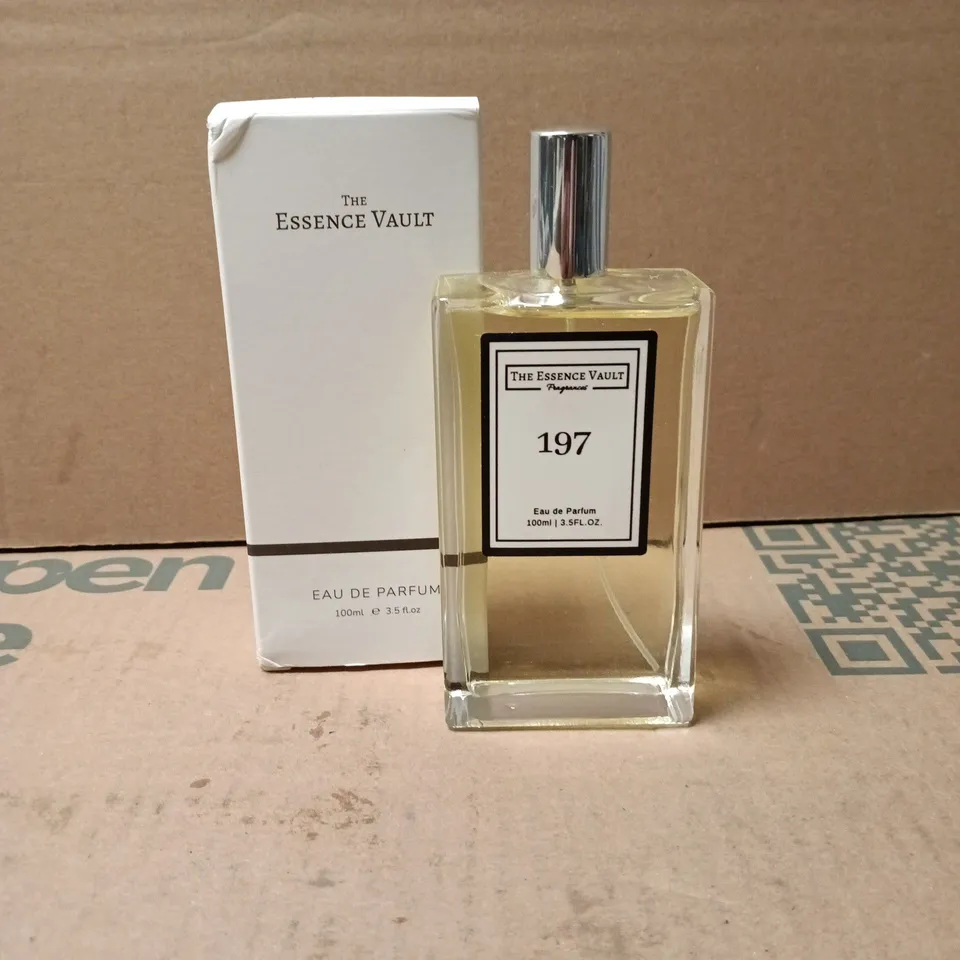 THE
ESSENCE VAULT
EAU DE PARFUM
100ml e 3.5 fl.oz
THE ESSENCE VAULT
Fragrances
197
Eau de Parfum
100ml | 3.5FL.OZ.
pen
e